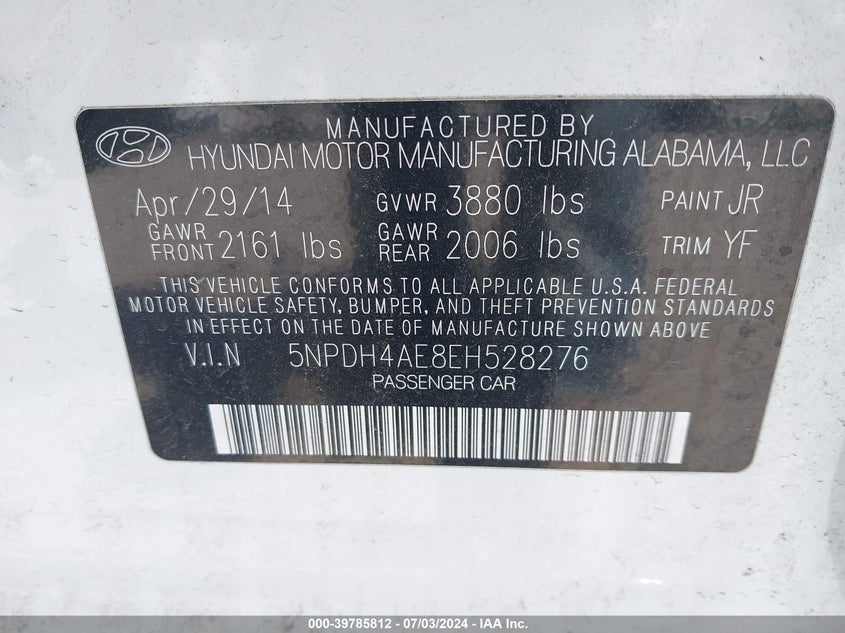 MANUFACTURED BY
HYUNDAI MOTOR MANUFACTURING ALABAMA, LLC
Apr/29/14 GVWR 3880 lbs PAINT JR
GAWR FRONT 2161 lbs GAWR REAR 2006 lbs TRIM YF
THIS VEHICLE CONFORMS TO ALL APPLICABLE U.S.A. FEDERAL
MOTOR VEHICLE SAFETY, BUMPER, AND THEFT PREVENTION STANDARDS
IN EFFECT ON THE DATE OF MANUFACTURE SHOWN ABOVE
V.I.N 5NPDH4AE8EH528276
PASSENGER CAR
000-39785812 - 07/03/2024 - IAA Inc.